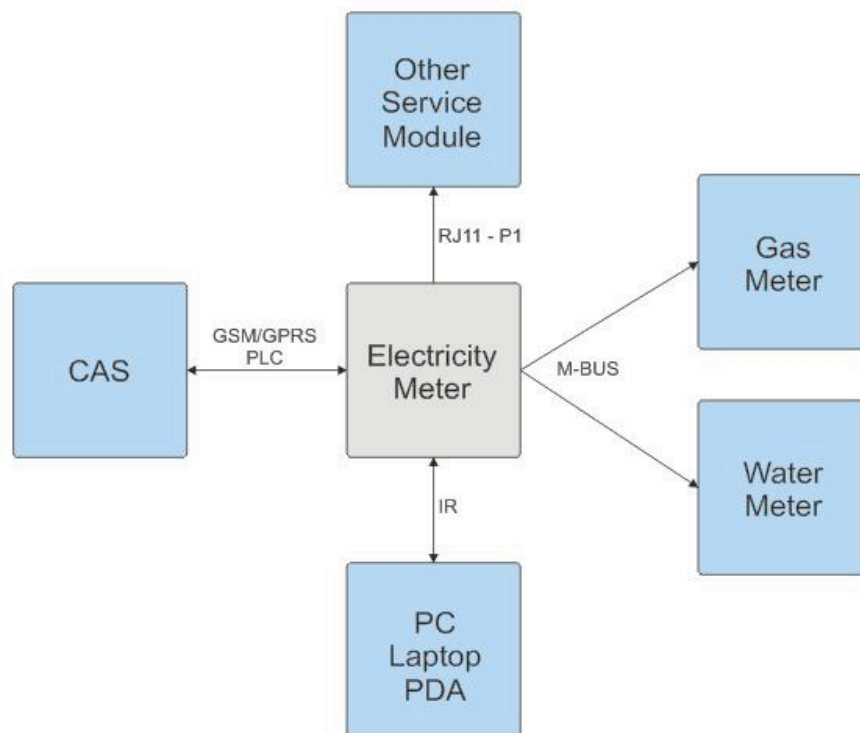 Other
Service
Module
RJ11 - P1
Gas
Meter
GSM/GPRS
PLC
CAS
Electricity
Meter
M-BUS
Water
Meter
IR
PC
Laptop
PDA